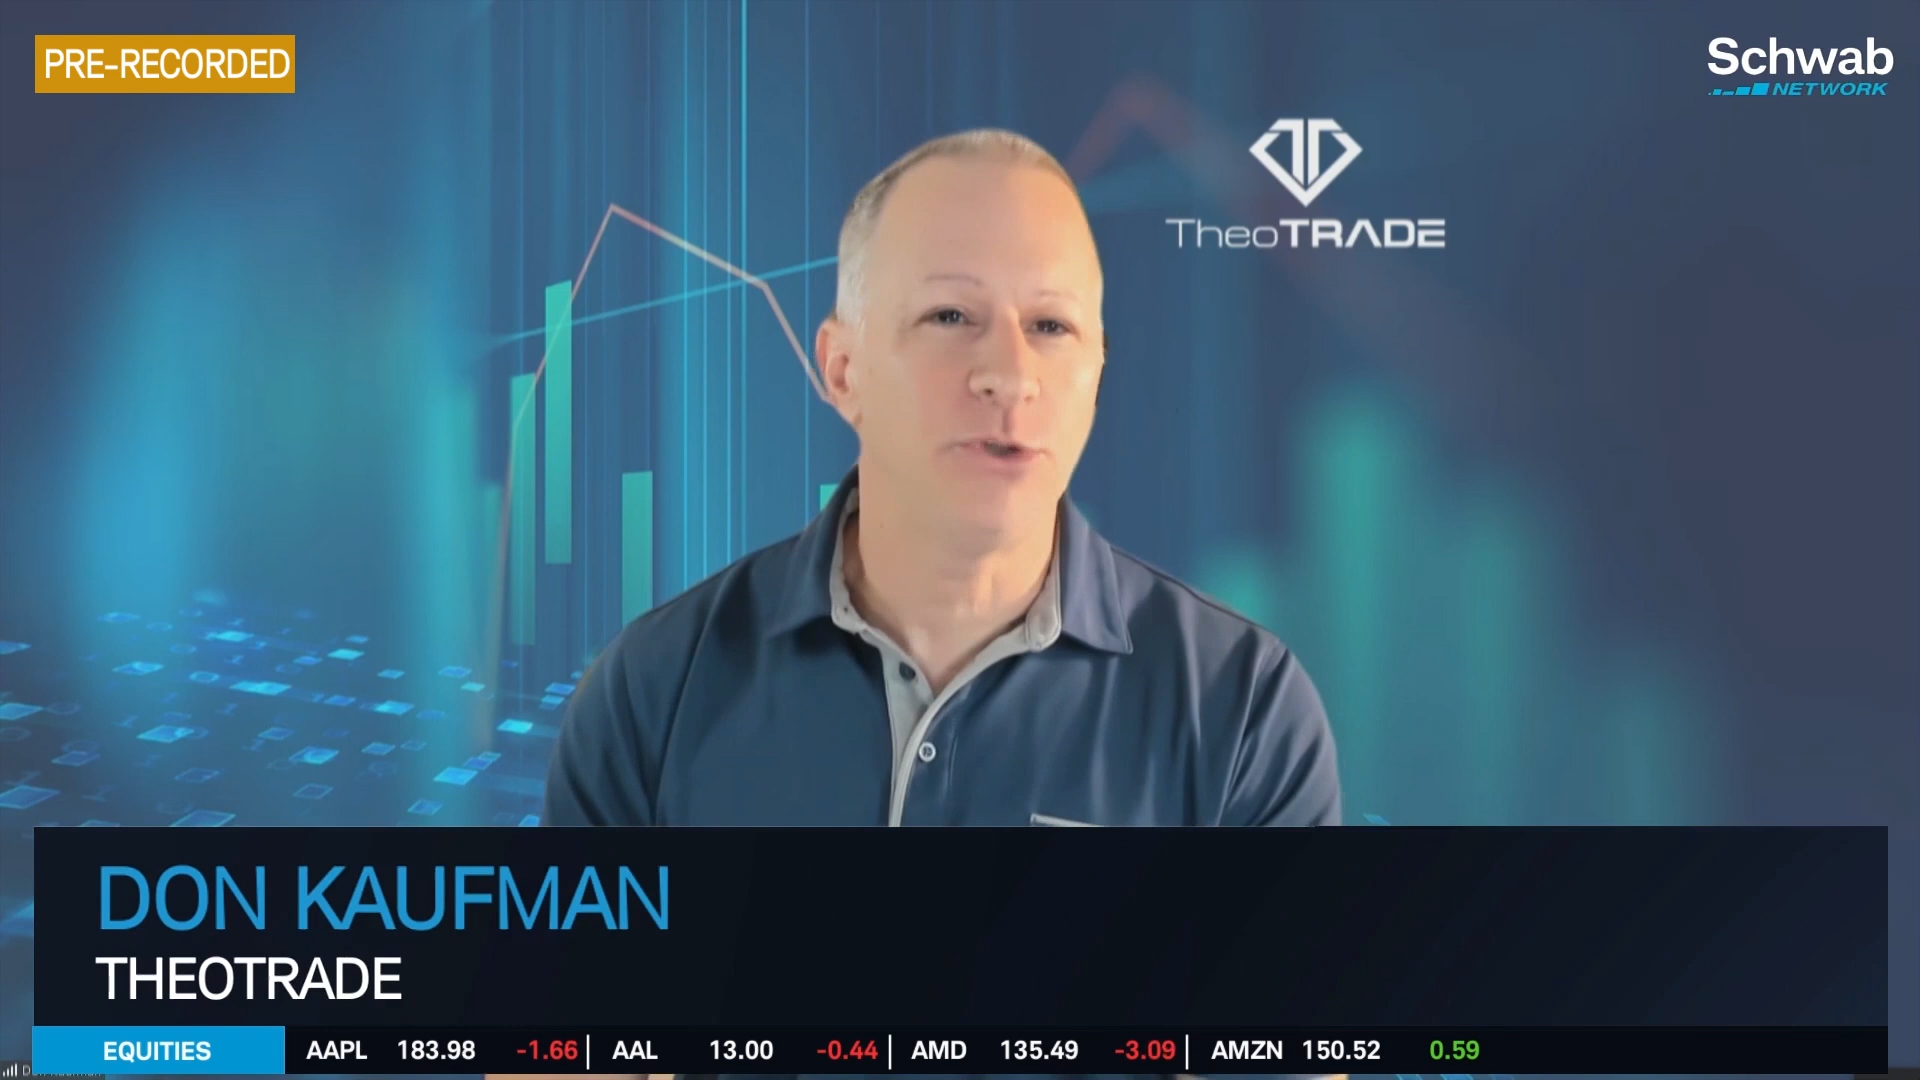 PRE-RECORDED
Schwab
NETWORK
TheoTRADE
DON KAUFMAN
THEOTRADE
EQUITIES AAPL 183.98 -1.66 AAL 13.00 -0.44 AMD 135.49 -3.09 AMZN 150.52 0.59